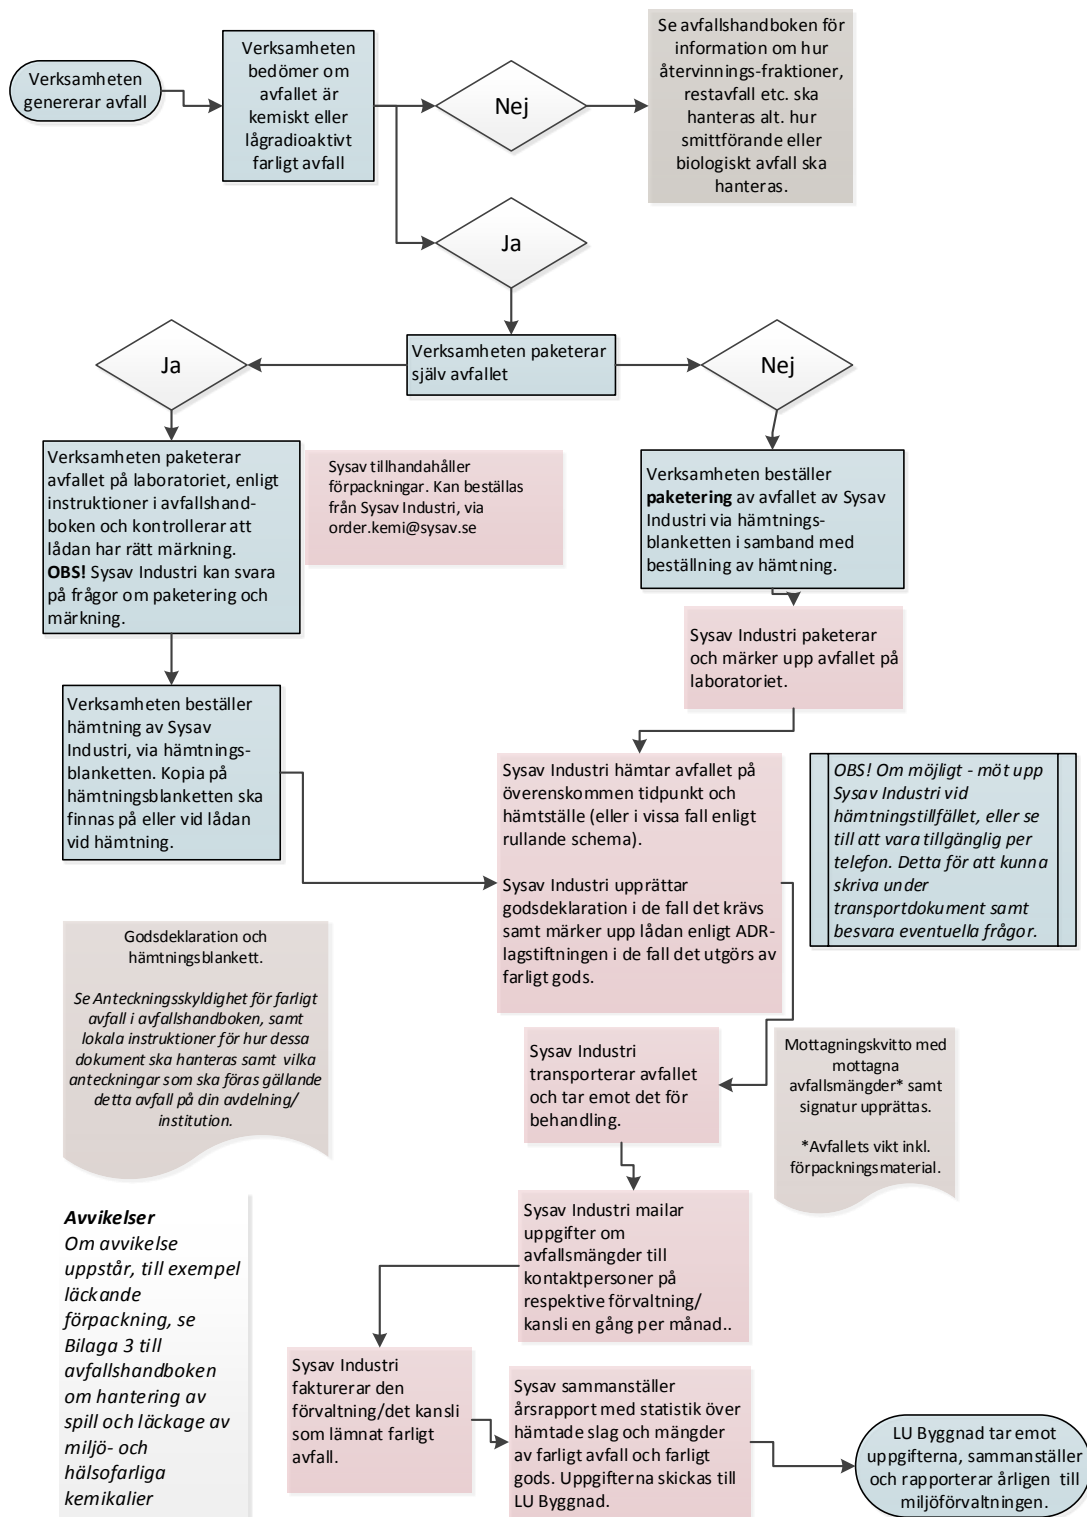 Verksamheten
genererar avfall
Verksamheten
bedömer om
avfallet är
kemiskt eller
lågradioaktivt
farligt avfall
Nej
Se avfallshandboken för
information om hur
återvinnings-fraktioner,
restavfall etc. ska
hanteras alt. hur
smittförande eller
biologiskt avfall ska
hanteras.
Ja
Verksamheten paketerar
själv avfallet
Ja
Nej
Verksamheten paketerar
avfallet på laboratoriet, enligt
instruktioner i avfallshand-
boken och kontrollerar att
lådan har rätt märkning.
OBS! Sysav Industri kan svara
på frågor om paketering och
märkning.
Sysav tillhandahåller
förpackningar. Kan beställas
från Sysav Industri, via
order.kemi@sysav.se
Verksamheten beställer
paketering av avfallet av Sysav
Industri via hämtnings-
blanketten i samband med
beställning av hämtning.
Sysav Industri paketerar
och märker upp avfallet på
laboratoriet.
Verksamheten beställer
hämtning av Sysav
Industri, via hämtnings-
blanketten. Kopia på
hämtningsblanketten ska
finnas på eller vid lådan
vid hämtning.
Sysav Industri hämtar avfallet på
överenskommen tidpunkt och
hämtställe (eller i vissa fall enligt
rullande schema).
Sysav Industri upprättar
godsdeklaration i de fall det krävs
samt märker upp lådan enligt ADR-
lagstiftningen i de fall det utgörs av
farligt gods.
OBS! Om möjligt - möt upp
Sysav Industri vid
hämtningstillfället, eller se
till att vara tillgänglig per
telefon. Detta för att kunna
skriva under
transportdokument samt
besvara eventuella frågor.
Godsdeklaration och
hämtningsblankett.
Se Anteckningsskyldighet för farligt
avfall i avfallshandboken, samt
lokala instruktioner för hur dessa
dokument ska hanteras samt vilka
anteckningar som ska föras gällande
detta avfall på din avdelning/
institution.
Sysav Industri
transporterar avfallet
och tar emot det för
behandling.
Mottagningskvitto med
mottagna
avfallsmängder* samt
signatur upprättas.
*Avfallets vikt inkl.
förpackningsmaterial.
Avvikelser
Om avvikelse
uppstår, till exempel
läckande
förpackning, se
Bilaga 3 till
avfallshandboken
om hantering av
spill och läckage av
miljö- och
hälsofarliga
kemikalier
Sysav Industri mailar
uppgifter om
avfallsmängder till
kontaktpersoner på
respektive förvaltning/
kansli en gång per månad..
Sysav Industri
fakturerar den
förvaltning/det kansli
som lämnat farligt
avfall.
Sysav sammanställer
årsrapport med statistik över
hämtade slag och mängder
av farligt avfall och farligt
gods. Uppgifterna skickas till
LU Byggnad.
LU Byggnad tar emot
uppgifterna, sammanställer
och rapporterar årligen till
miljöförvaltningen.